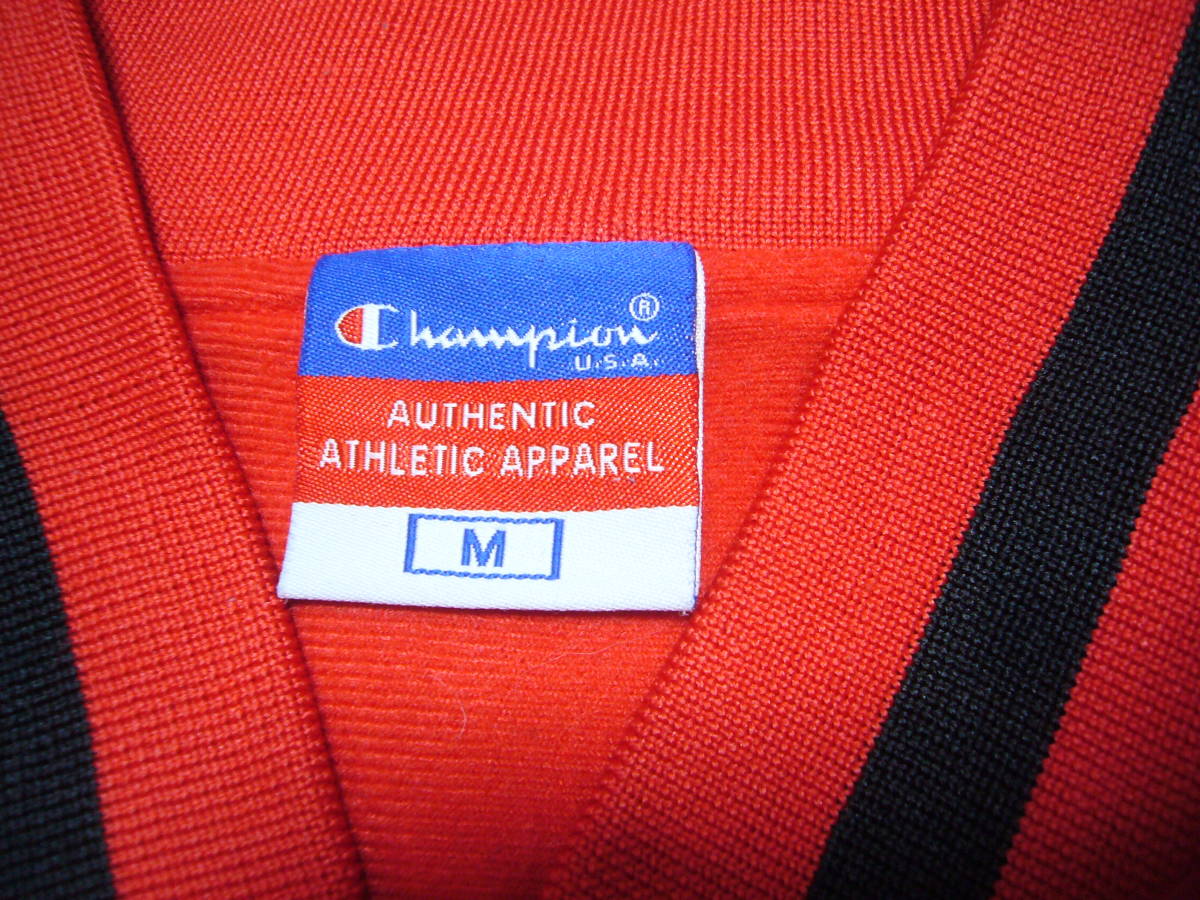 Champion®
U.S.A.
AUTHENTIC
ATHLETIC APPAREL
M